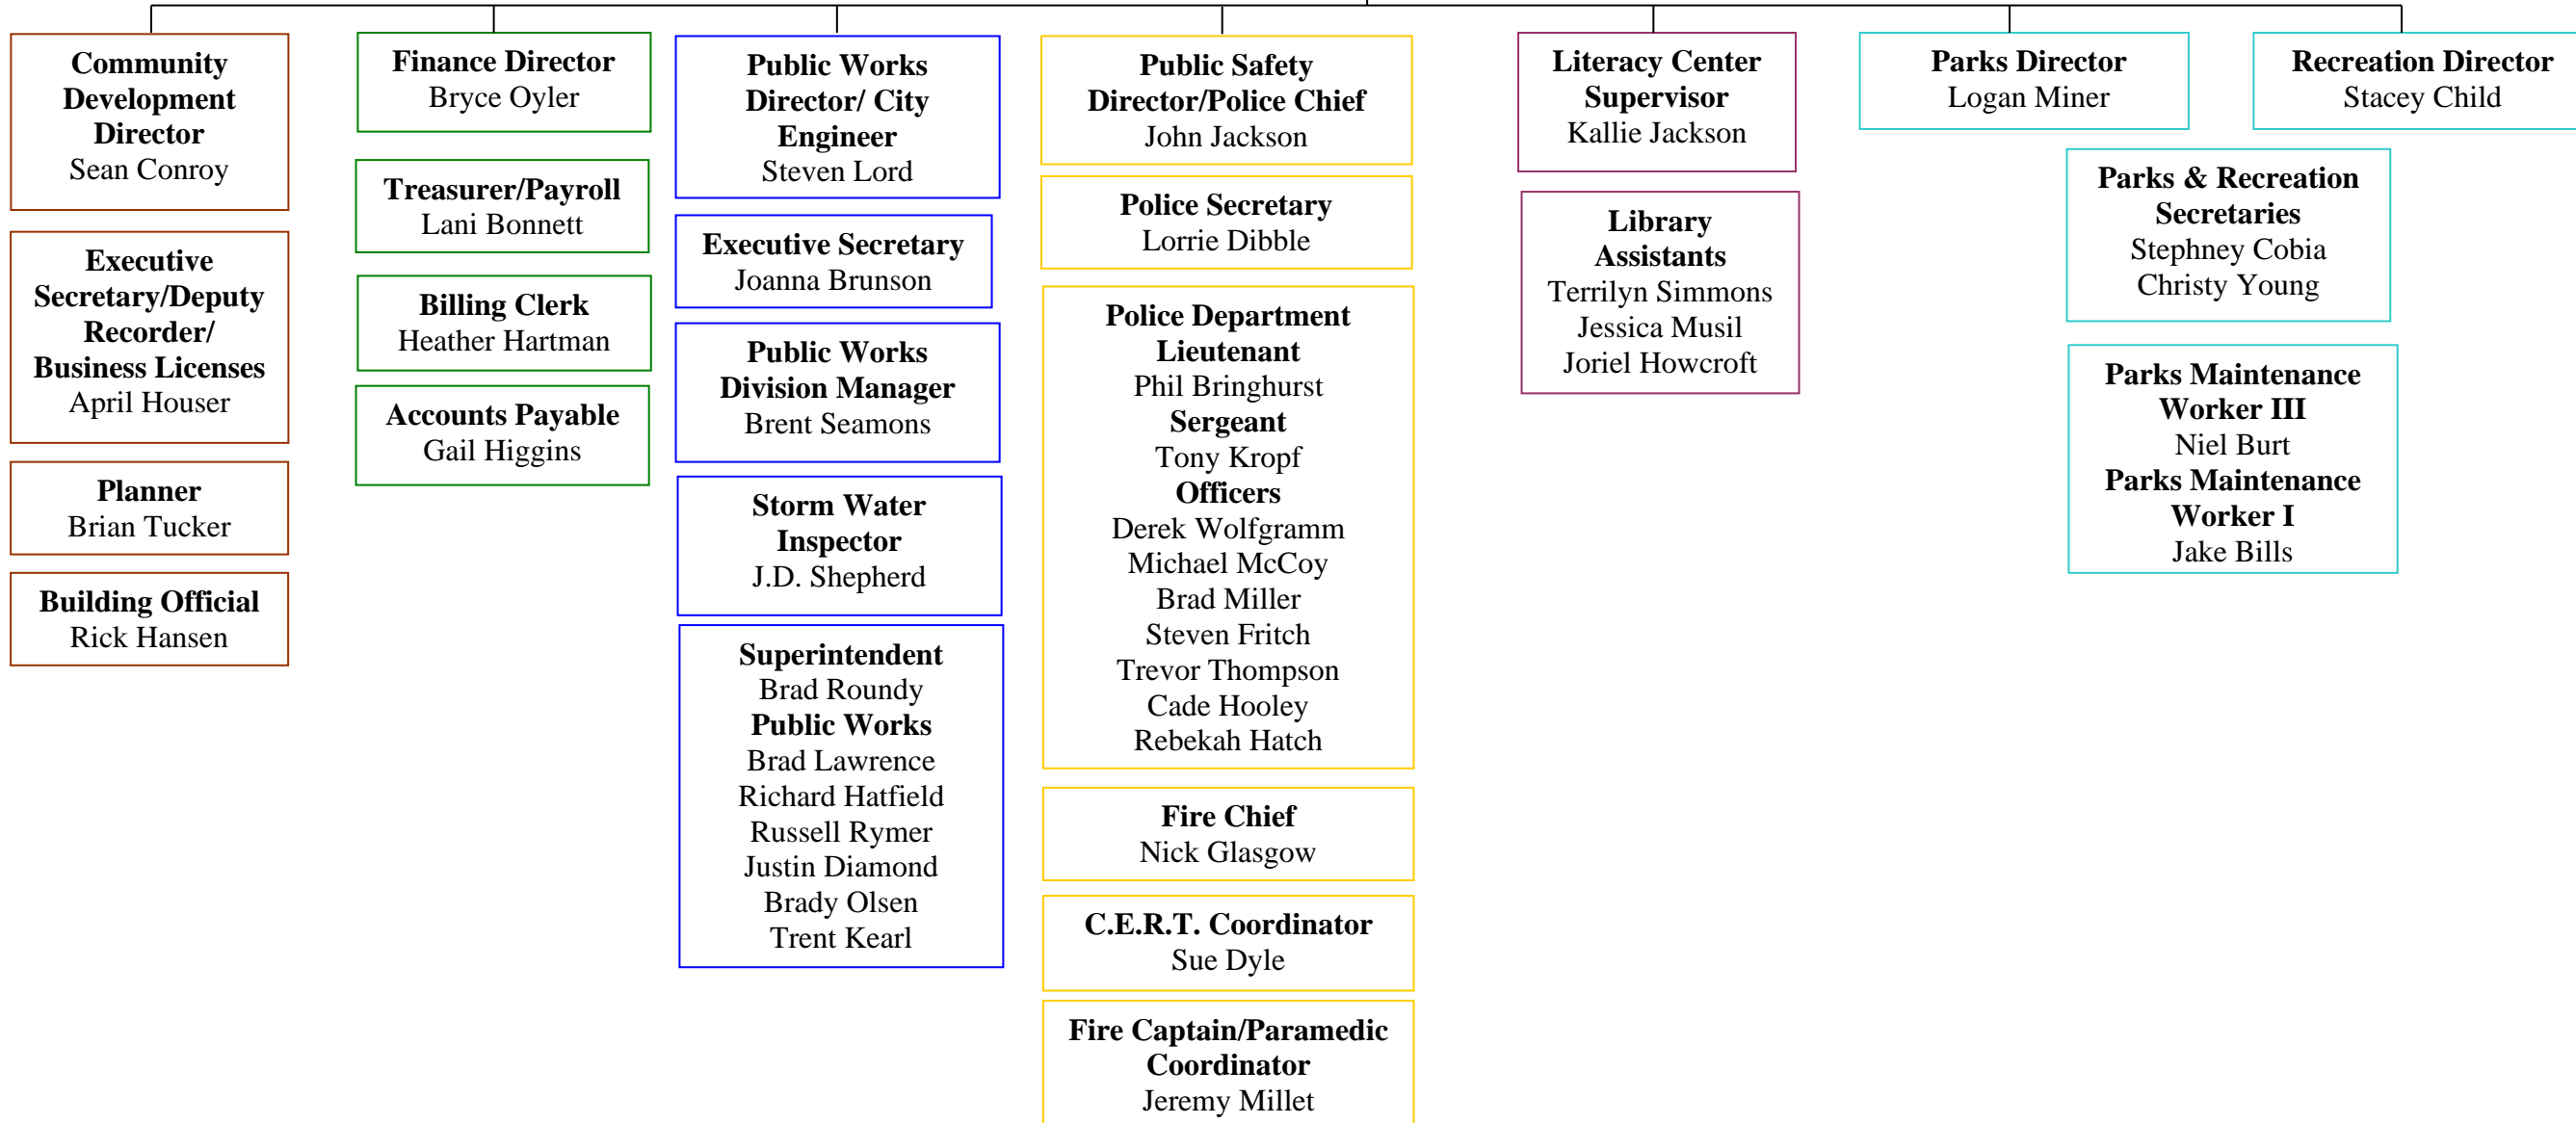 Community
Development
Director
Sean Conroy
Executive
Secretary/Deputy
Recorder/
Business Licenses
April Houser
Planner
Brian Tucker
Building Official
Rick Hansen
Finance Director
Bryce Oyler
Treasurer/Payroll
Lani Bonnett
Billing Clerk
Heather Hartman
Accounts Payable
Gail Higgins
Public Works
Director/ City
Engineer
Steven Lord
Executive Secretary
Joanna Brunson
Public Works
Division Manager
Brent Seamons
Storm Water
Inspector
J.D. Shepherd
Superintendent
Brad Roundy
Public Works
Brad Lawrence
Richard Hatfield
Russell Rymer
Justin Diamond
Brady Olsen
Trent Kearl
Public Safety
Director/Police Chief
John Jackson
Police Secretary
Lorrie Dibble
Police Department
Lieutenant
Phil Bringhurst
Sergeant
Tony Kropf
Officers
Derek Wolfgramm
Michael McCoy
Brad Miller
Steven Fritch
Trevor Thompson
Cade Hooley
Rebekah Hatch
Fire Chief
Nick Glasgow
C.E.R.T. Coordinator
Sue Dyle
Fire Captain/Paramedic
Coordinator
Jeremy Millet
Literacy Center
Supervisor
Kallie Jackson
Library
Assistants
Terrilyn Simmons
Jessica Musil
Joriel Howcroft
Parks Director
Logan Miner
Recreation Director
Stacey Child
Parks & Recreation
Secretaries
Stephney Cobia
Christy Young
Parks Maintenance
Worker III
Niel Burt
Parks Maintenance
Worker I
Jake Bills